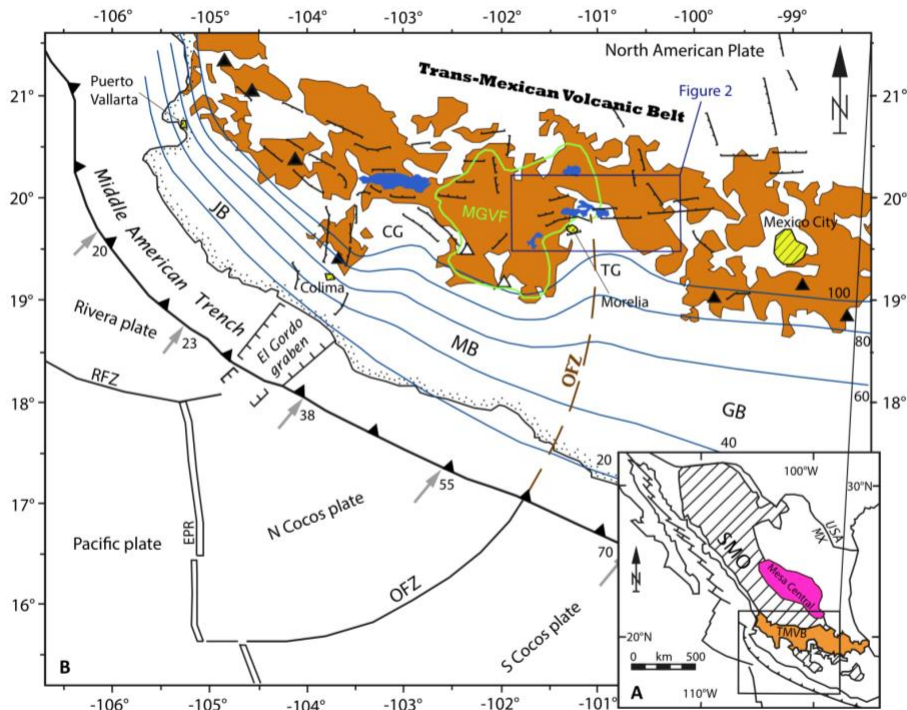 -106° -105° -104° -103° -102° -101° -100° -99°
North American Plate
Puerto
Vallarta
Trans-Mexican Volcanic Belt
Figure 2
N
21°
21°
20°
20°
JB
CG
MGVF
Mexico City
Middle American Trench
20
Colima
TG
Morelia
100
19°
19°
Rivera plate
23
El Gordo
graben
MB
OFZ
80
RFZ
E
38
GB
60
18°
18°
40
20
55
17°
N Cocos plate
Pacific plate
EPR
70
OFZ
16°
S Cocos plate
B
-106° -105° -104° -103° -102° -101° -100° -99°
100°W
30°N
USA
MX
SMO
N
Mesa Central
TMVB
20°N
0 km 500
A
110°W